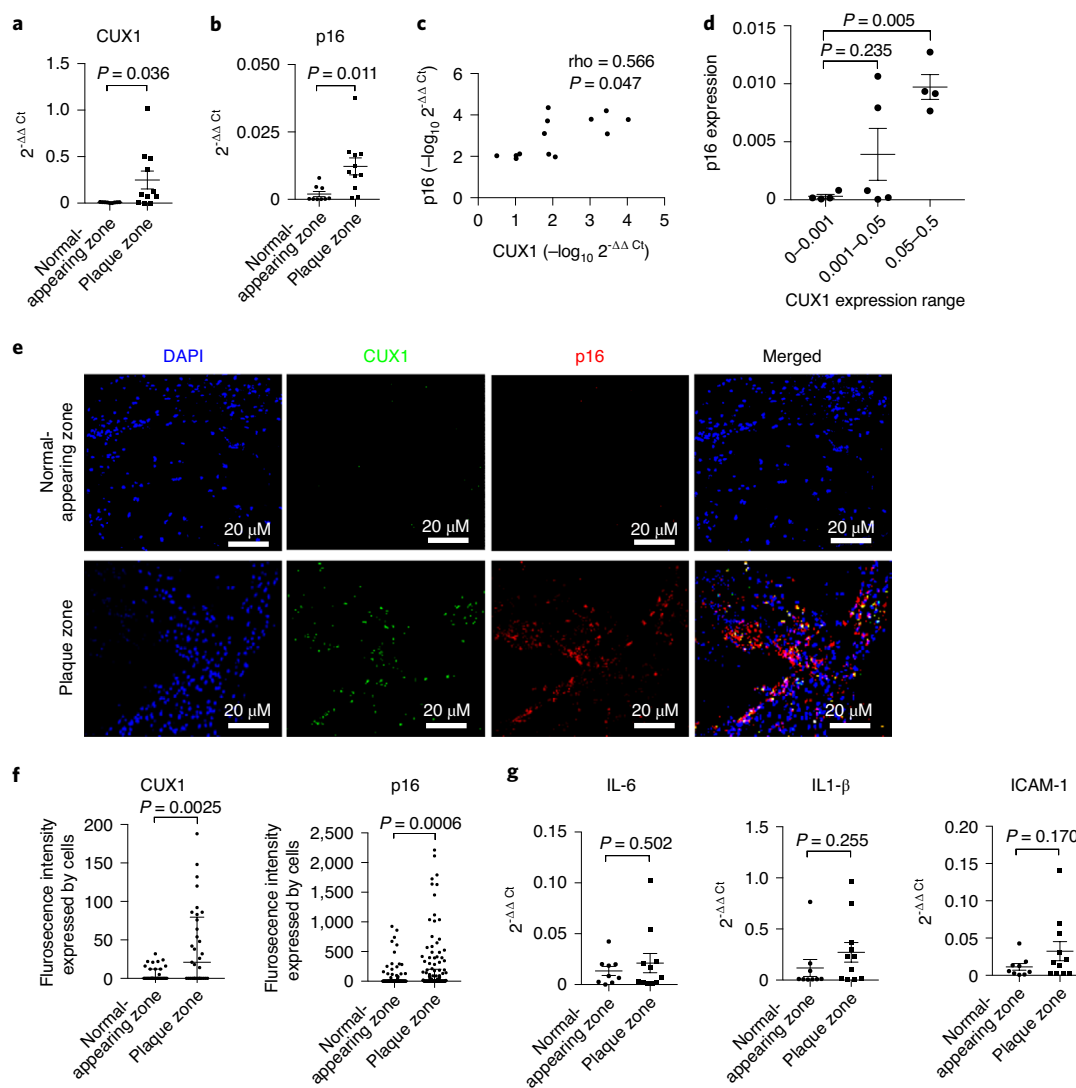 a
CUX1
P = 0.036
1.5
1.0
0.5
0
2^-ΔΔ Ct
Normal-
appearing zone
Plaque zone
b
p16
P = 0.011
0.050
0.025
0
2^-ΔΔ Ct
Normal-
appearing zone
Plaque zone
c
rho = 0.566
P = 0.047
6
4
2
0
p16 (–log10 2^-ΔΔ Ct)
0 1 2 3 4 5
CUX1 (–log10 2^-ΔΔ Ct)
d
P = 0.005
P = 0.235
0.015
0.010
0.005
0
p16 expression
0–0.001
0.001–0.05
0.05–0.5
CUX1 expression range
e
DAPI CUX1 p16 Merged
Normal-
appearing zone
20 μM 20 μM 20 μM 20 μM
Plaque zone
20 μM 20 μM 20 μM 20 μM
f
CUX1
P = 0.0025
200
150
100
50
0
Flurosecence intensity
expressed by cells
Normal-
appearing zone
Plaque zone
p16
P = 0.0006
2,500
2,000
1,500
1,000
500
0
Flurosecence intensity
expressed by cells
Normal-
appearing zone
Plaque zone
g
IL-6
P = 0.502
0.15
0.10
0.05
0
2^-ΔΔ Ct
Normal-
appearing zone
Plaque zone
IL1-β
P = 0.255
1.5
1.0
0.5
0
2^-ΔΔ Ct
Normal-
appearing zone
Plaque zone
ICAM-1
P = 0.170
0.20
0.15
0.10
0.05
0
2^-ΔΔ Ct
Normal-
appearing zone
Plaque zone